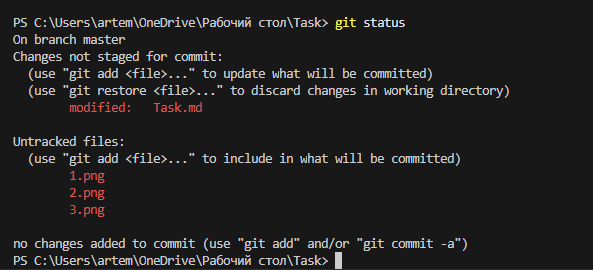 PS C:\Users\artem\OneDrive\Рабочий стол\Task> git status
On branch master
Changes not staged for commit:
  (use "git add <file>..." to update what will be committed)
  (use "git restore <file>..." to discard changes in working directory)
        modified:   Task.md

Untracked files:
  (use "git add <file>..." to include in what will be committed)
        1.png
        2.png
        3.png

no changes added to commit (use "git add" and/or "git commit -a")
PS C:\Users\artem\OneDrive\Рабочий стол\Task>